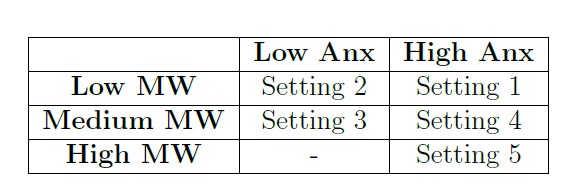 Low Anx High Anx
Low MW Setting 2 Setting 1
Medium MW Setting 3 Setting 4
High MW - Setting 5